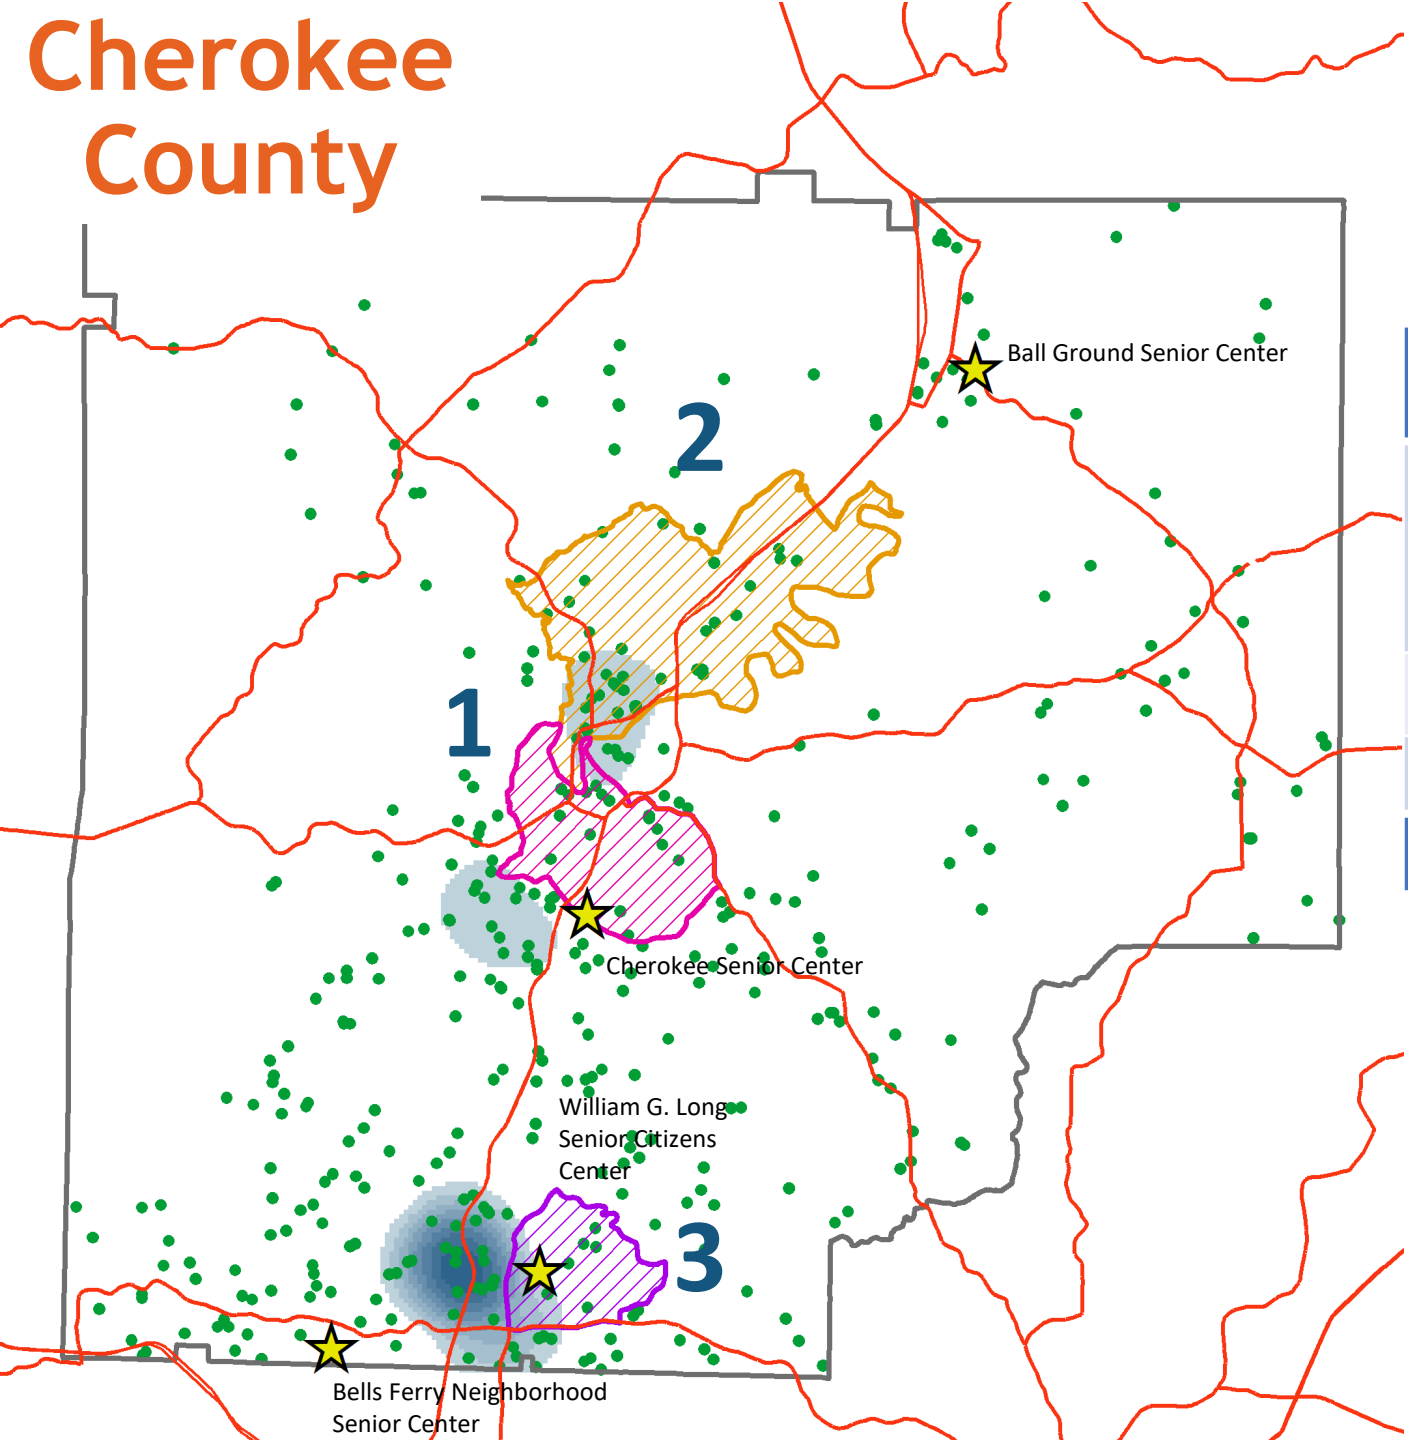 Cherokee
County
Ball Ground Senior Center
2
1
Cherokee Senior Center
William G. Long
Senior Citizens
Center
3
Bells Ferry Neighborhood
Senior Center